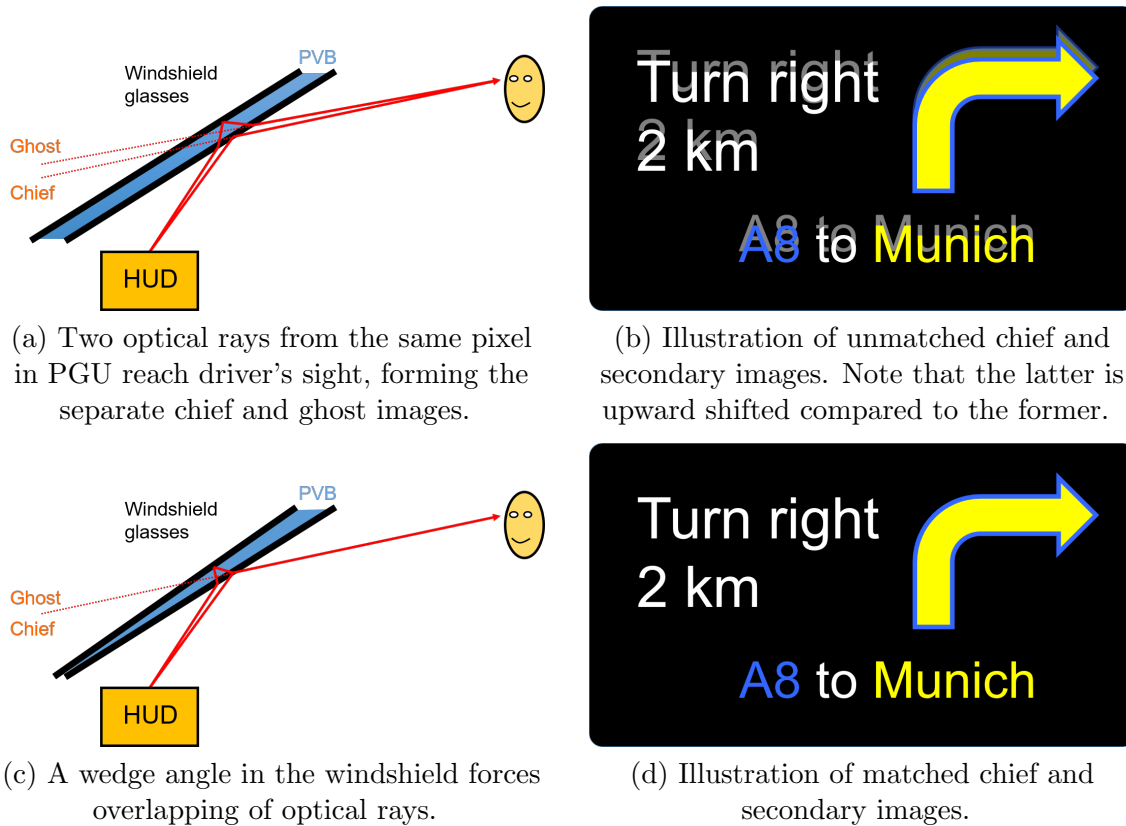 PVB
Windshield
glasses
Ghost
Chief
HUD
(a) Two optical rays from the same pixel
in PGU reach driver's sight, forming the
separate chief and ghost images.
Turn right
2 km
A8 to Munich
(b) Illustration of unmatched chief and
secondary images. Note that the latter is
upward shifted compared to the former.
PVB
Windshield
glasses
Ghost
Chief
HUD
(c) A wedge angle in the windshield forces
overlapping of optical rays.
Turn right
2 km
A8 to Munich
(d) Illustration of matched chief and
secondary images.